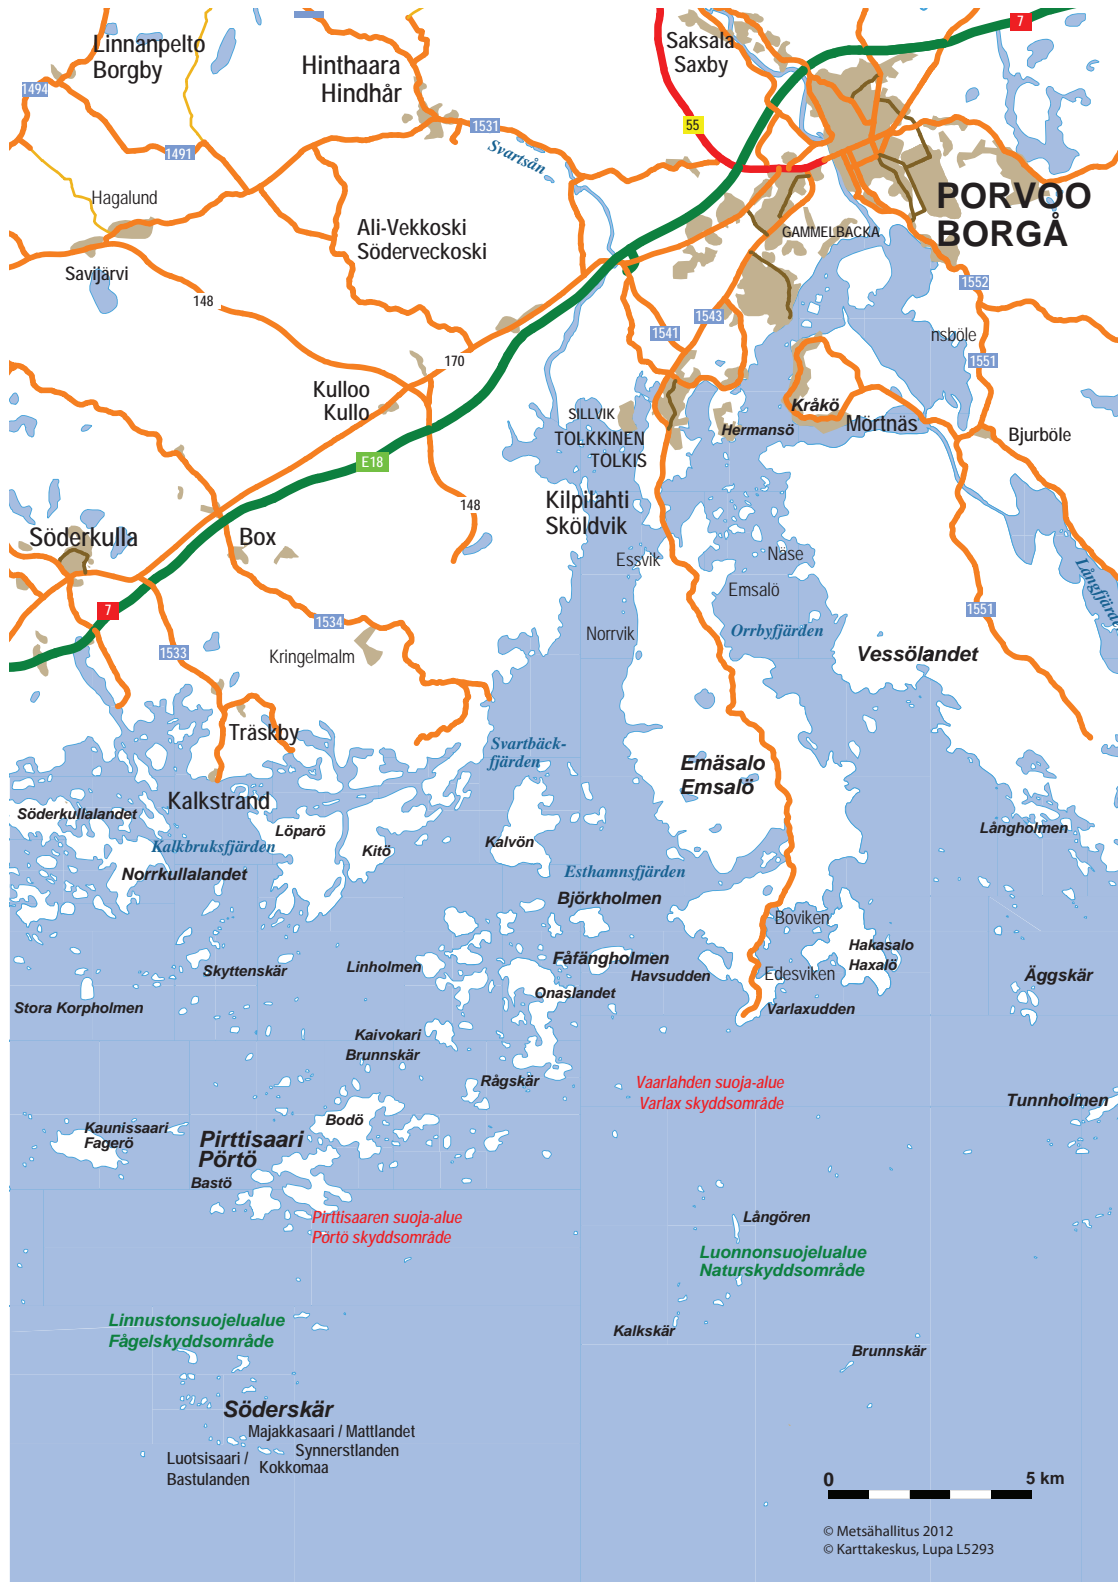 7
Linnanpelto
Borgby
Saksala
Saxby
Hinthaara
Hindhår
1494
1531
55
1491
Svartsån
Hagalund
PORVOO
BORGÅ
Ali-Vekkoski
Söderveckoski
GAMMELBACKA
Savijärvi
1552
148
1543
1541
nsböle
170
1551
Kulloo
Kullo
Kråkö
SILLVIK
Mörtnäs
Hermansö
Bjurböle
TOLKKINEN
TOLKIS
E18
Kilpilahti
Sköldvik
148
Söderkulla
Box
Essvik
Näse
Långfjärde
Emsalö
7
1551
1534
Norrvik
Orrbyfjärden
1533
Kringelmalm
Vessölandet
Träskby
Svartbäck-
fjärden
Emäsalo
Emsalö
Kalkstrand
Söderkullalandet
Löparö
Långholmen
Kalkbruksfjärden
Kitö
Kalvön
Norrkullalandet
Esthamnsfjärden
Björkholmen
Boviken
Hakasalo
Haxalö
Fåfängholmen
Skyttenskär
Linholmen
Havsudden
Edesviken
Äggskär
Onaslandet
Stora Korpholmen
Varlaxudden
Kaivokari
Brunnskär
Rågskär
Vaarlahden suoja-alue
Varlax skyddsområde
Tunnholmen
Bodö
Kaunissaari
Fagerö
Pirttisaari
Pörtö
Bastö
Pirttisaaren suoja-alue
Pörtö skyddsområde
Långören
Luonnonsuojelualue
Naturskyddsområde
Linnustonsuojelualue
Fågelskyddsområde
Kalkskär
Brunnskär
Söderskär
Majakkasaari / Mattlandet
Synnerstlanden
Luotsisaari /
Bastulanden
Kokkomaa
0 5 km
© Metsähallitus 2012
© Karttakeskus, Lupa L5293